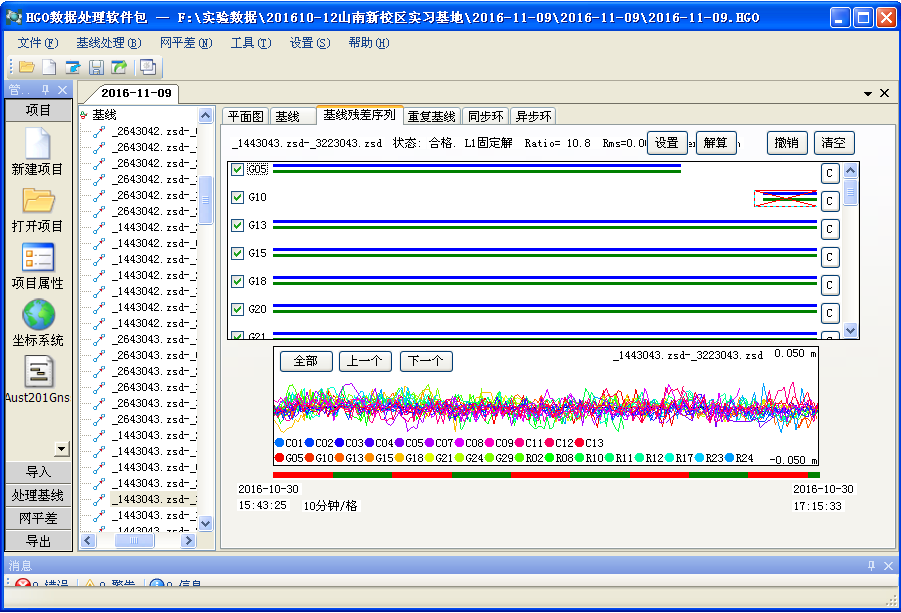 HGO数据处理软件包 — F:\实验数据\201610-12山南新校区实习基地\2016-11-09\2016-11-09\2016-11-09.HGO
文件(F) 基线处理(B) 网平差(N) 工具(T) 设置(S) 帮助(H)
管..
项目
新建项目
打开项目
项目属性
坐标系统
Aust201Gns
导入
处理基线
网平差
导出
2016-11-09
基线
_2643042.zsd-_
_2643042.zsd-_
_2643042.zsd-_
_2643042.zsd-_
_2643042.zsd-_
_2643042.zsd-_
_1443042.zsd-_
_1443042.zsd-_
_1443042.zsd-_
_1443042.zsd-_
_1443042.zsd-_
_1443042.zsd-_
_1443042.zsd-_
_2643043.zsd-_
_2643043.zsd-_
_2643043.zsd-_
_2643043.zsd-_
_2643043.zsd-_
_2643043.zsd-_
_1443043.zsd-_
_1443043.zsd-_
_1443043.zsd-_
_1443043.zsd-_
_1443043.zsd-_
_1443043.zsd-_
_1443043.zsd-_
平面图 基线 基线残差序列 重复基线 同步环 异步环
_1443043.zsd-_3223043.zsd 状态: 合格. L1固定解 Ratio= 10.8 Rms=0.00
设置 解算 撤销 清空
G05 C
G10 C
G13 C
G15 C
G18 C
G20 C
G21
全部 上一个 下一个 _1443043.zsd-_3223043.zsd 0.050 m
C01 C02 C03 C04 C05 C07 C08 C09 C11 C12 C13
G05 G10 G13 G15 G18 G21 G24 G29 R02 R08 R10 R11 R12 R17 R23 R24 -0.050 m
2016-10-30 2016-10-30
15:43:25 10分钟/格 17:15:33
消息
0 错误 0 警告 0 信息